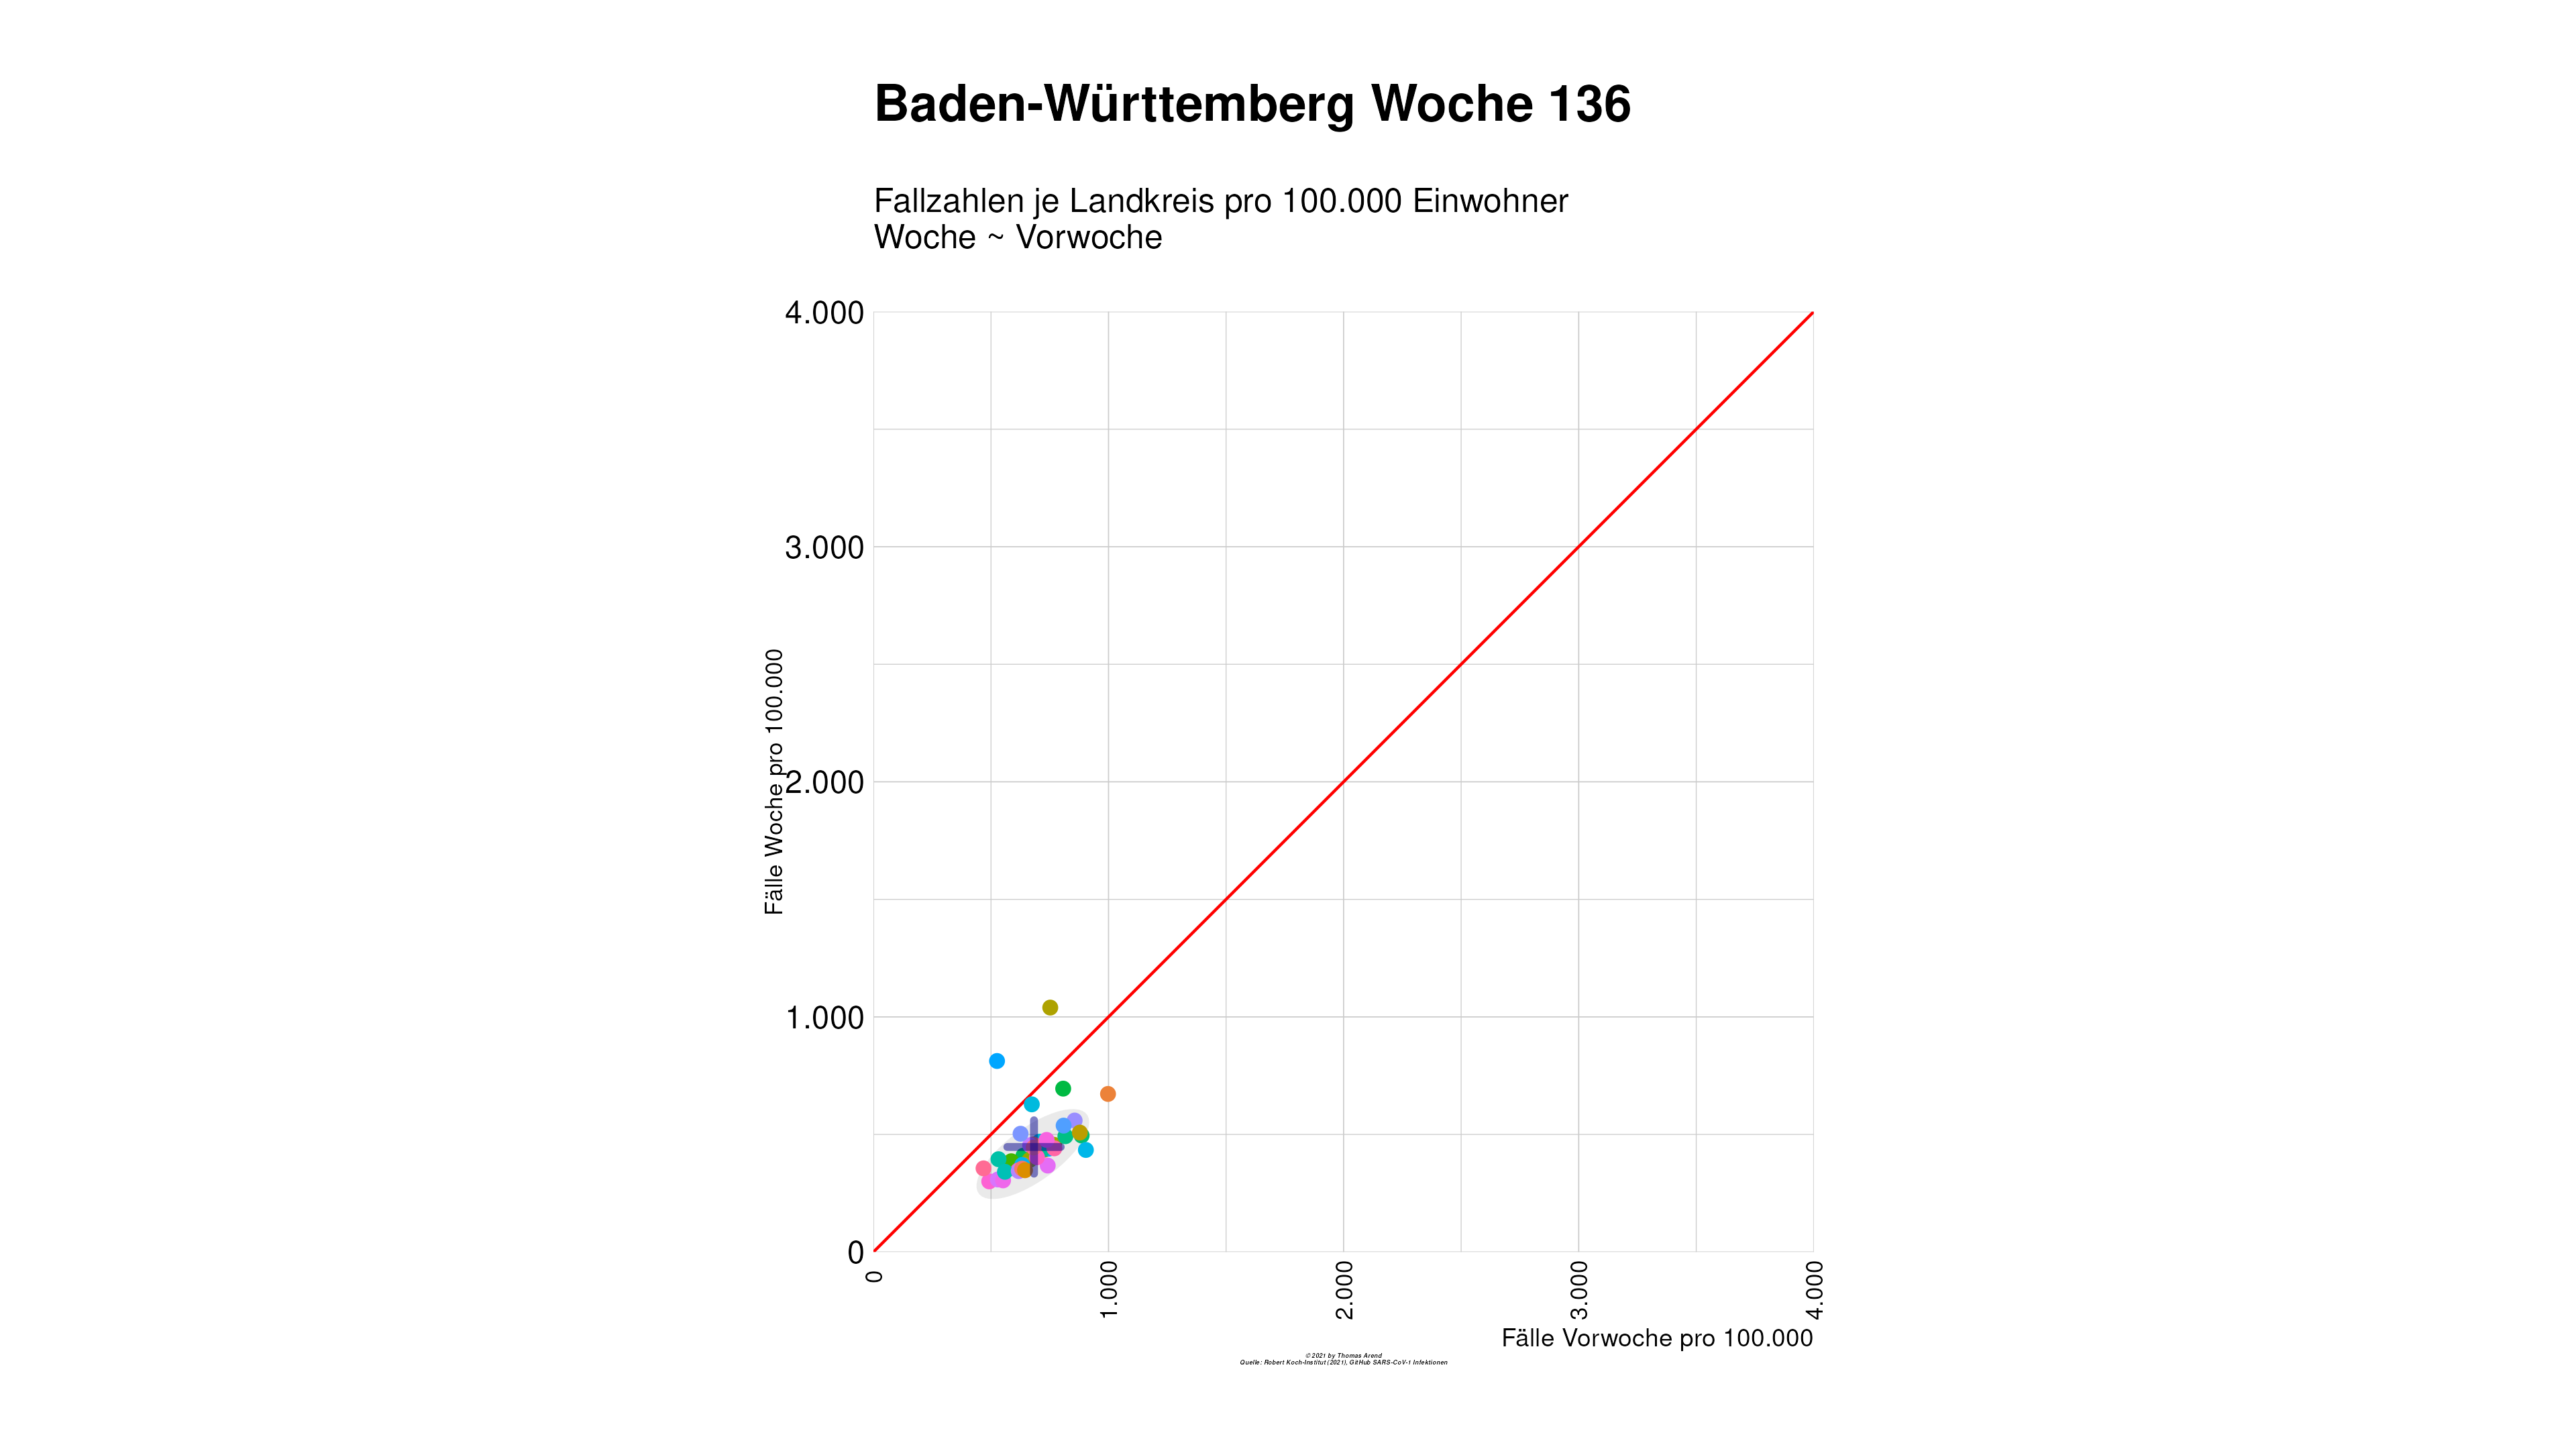 Baden-Württemberg Woche 136
Fallzahlen je Landkreis pro 100.000 Einwohner
Woche ~ Vorwoche
4.000
3.000
2.000
1.000
0
Fälle Woche pro 100.000
0
1.000
2.000
3.000
4.000
Fälle Vorwoche pro 100.000
© 2021 by Thomas Arend
Quelle: Robert Koch-Institut (2021), GitHub SARS-CoV-1 Infektionen